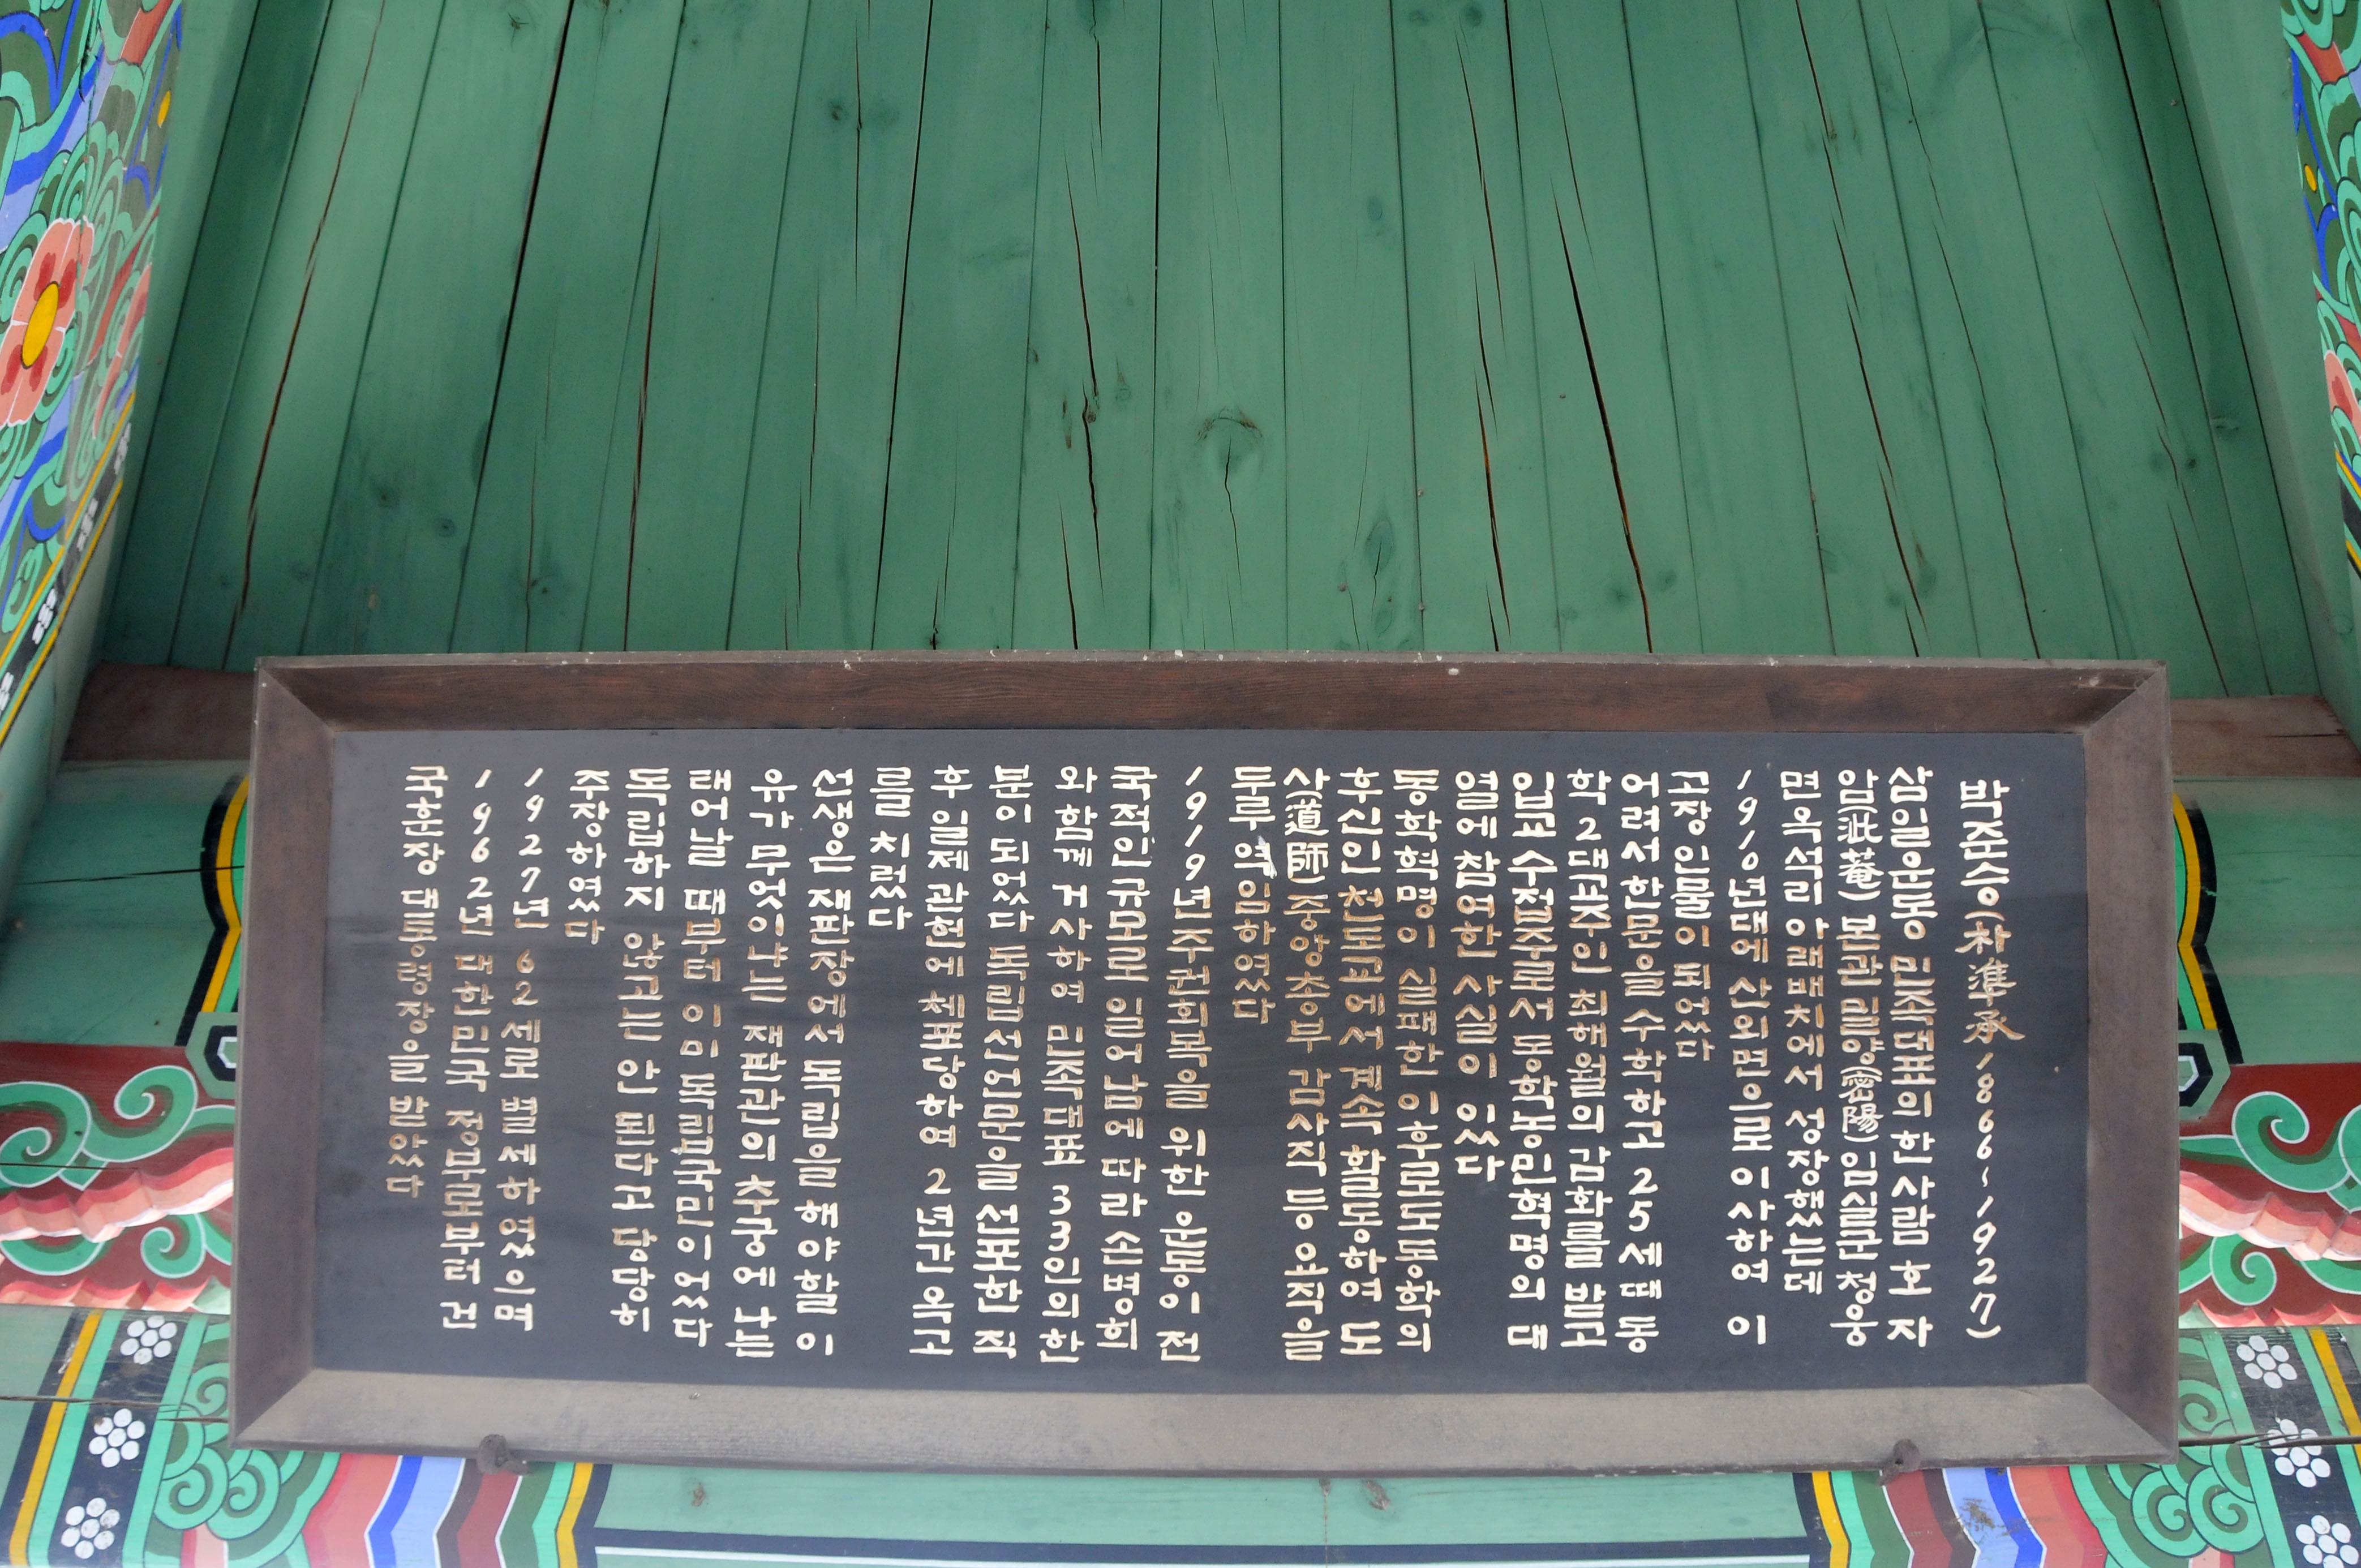 박준승(朴準承 1866~1927)
삼일운동 민족대표의 한사람 호 자
암(泚菴) 본관 밀양(密陽) 임실군 청웅
면 옥석리 아래배치에서 성장했는데
1910년대에 산외면으로 이사하여 이
고장 인물이 되었다
어려서 한문을 수학하고 25세때 동
학 2대교주인 최해월의 감화를 받고
입교 수접주로서 동학농민혁명의 대
열에 참여한 사실이 있다
동학혁명이 실패한 이후로도 동학의
후신인 천도교에서 계속 활동하여 도
사(道師) 중앙총부 감사직 등 요직을
두루 역임하였다
1919년 주권회복을 위한 운동이 전
국적인 규모로 일어남에 따라 손병희
와 함께 거사하여 민족대표 33인의 한
분이 되었다 독립선언문을 선포한 직
후 일제관헌에 체포당하여 2년간 옥고
를 치렀다
선생은 재판장에서 독립을 해야할 이
유가 무엇이냐는 재판관의 추궁에 나는
태어날 때부터 이미 독립국민이었다
독립하지 않고는 안 된다고 당당히
주장하였다
1927년 62세로 별세하였으며
1962년 대한민국 정부로부터 건
국훈장 대통령장을 받았다